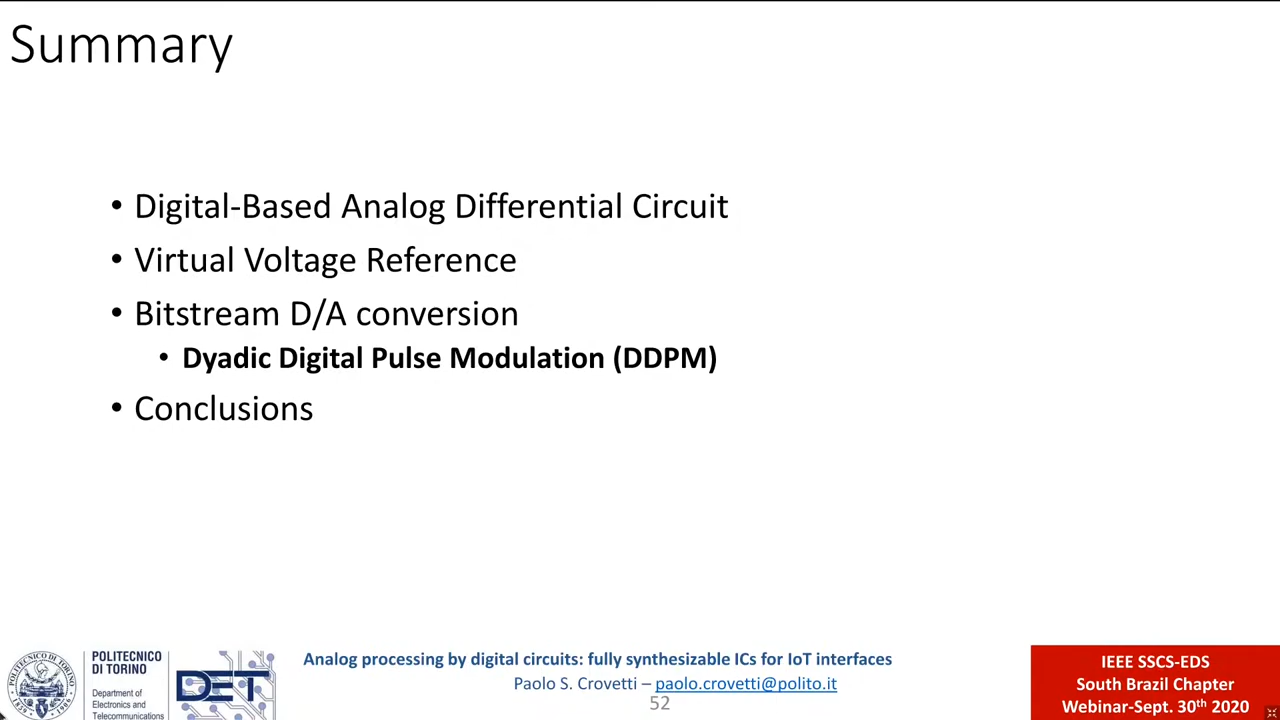 Summary
• Digital-Based Analog Differential Circuit
• Virtual Voltage Reference
• Bitstream D/A conversion
• Dyadic Digital Pulse Modulation (DDPM)
• Conclusions
POLITECNICO
DI TORINO
Department of
Electronics and
Telecommunications
DET
Analog processing by digital circuits: fully synthesizable ICs for IoT interfaces
Paolo S. Crovetti – paolo.crovetti@polito.it
52
IEEE SSCS-EDS
South Brazil Chapter
Webinar-Sept. 30th 2020